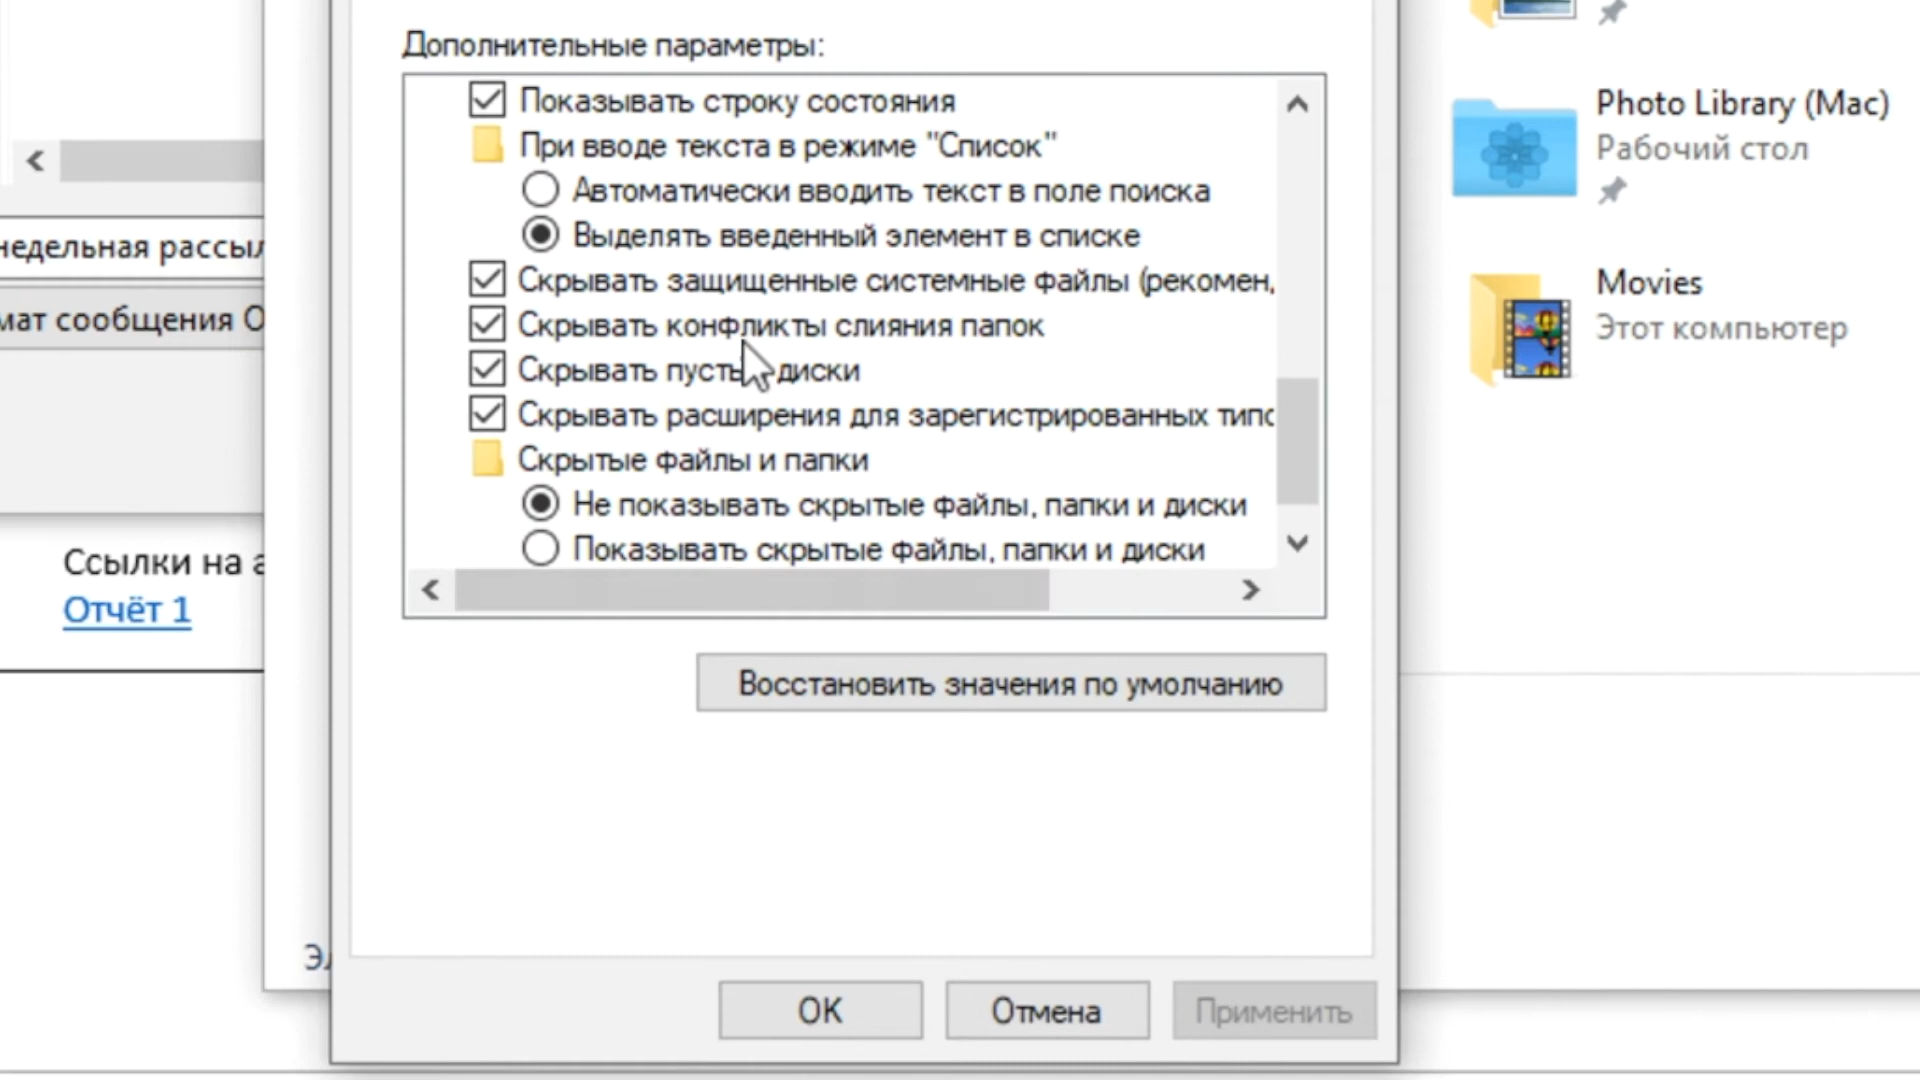 Дополнительные параметры:
Показывать строку состояния
При вводе текста в режиме "Список"
Автоматически вводить текст в поле поиска
Выделять введенный элемент в списке
Скрывать защищенные системные файлы (рекомен,
Скрывать конфликты слияния папок
Скрывать диски
Скрывать расширения для зарегистрированных типо
Скрытые файлы и папки
Не показывать скрытые файлы, папки и диски
Показывать скрытые файлы, папки и диски
Восстановить значения по умолчанию
OK
Отмена
Применить
недельная рассыл
мат сообщения O
Ссылки на а
Отчёт 1
Эл
Photo Library (Mac)
Рабочий стол
Movies
Этот компьютер